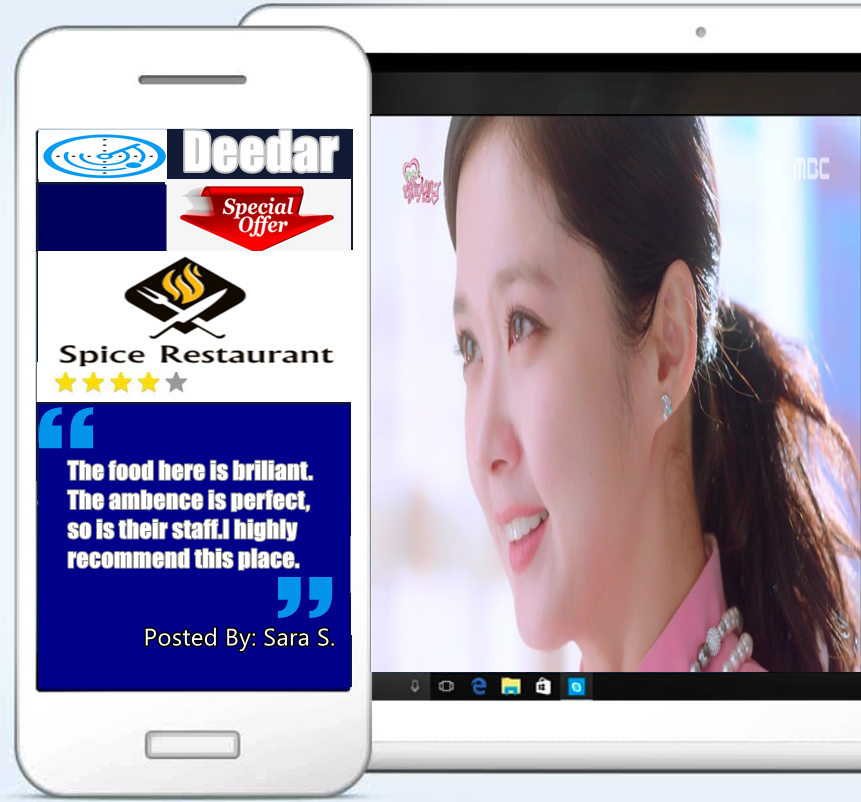 Deedar
Special
Offer
Spice Restaurant
“
The food here is briliant.
The ambence is perfect,
so is their staff.I highly
recommend this place.
”
Posted By: Sara S.
MBC